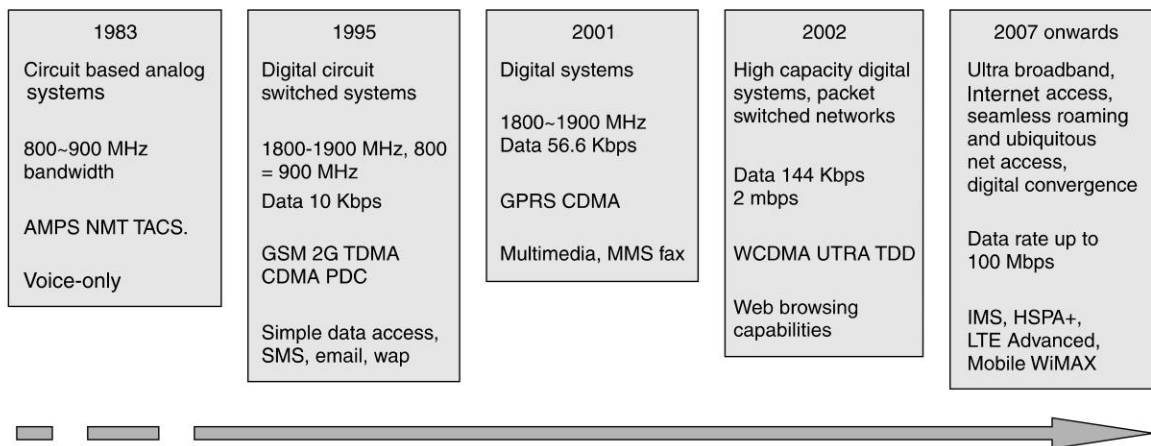 1983
Circuit based analog
systems
800~900 MHz
bandwidth
AMPS NMT TACS.
Voice-only
1995
Digital circuit
switched systems
1800-1900 MHz, 800
= 900 MHz
Data 10 Kbps
GSM 2G TDMA
CDMA PDC
Simple data access,
SMS, email, wap
2001
Digital systems
1800~1900 MHz
Data 56.6 Kbps
GPRS CDMA
Multimedia, MMS fax
2002
High capacity digital
systems, packet
switched networks
Data 144 Kbps
2 mbps
WCDMA UTRA TDD
Web browsing
capabilities
2007 onwards
Ultra broadband,
Internet access,
seamless roaming
and ubiquitous
net access,
digital convergence
Data rate up to
100 Mbps
IMS, HSPA+,
LTE Advanced,
Mobile WiMAX